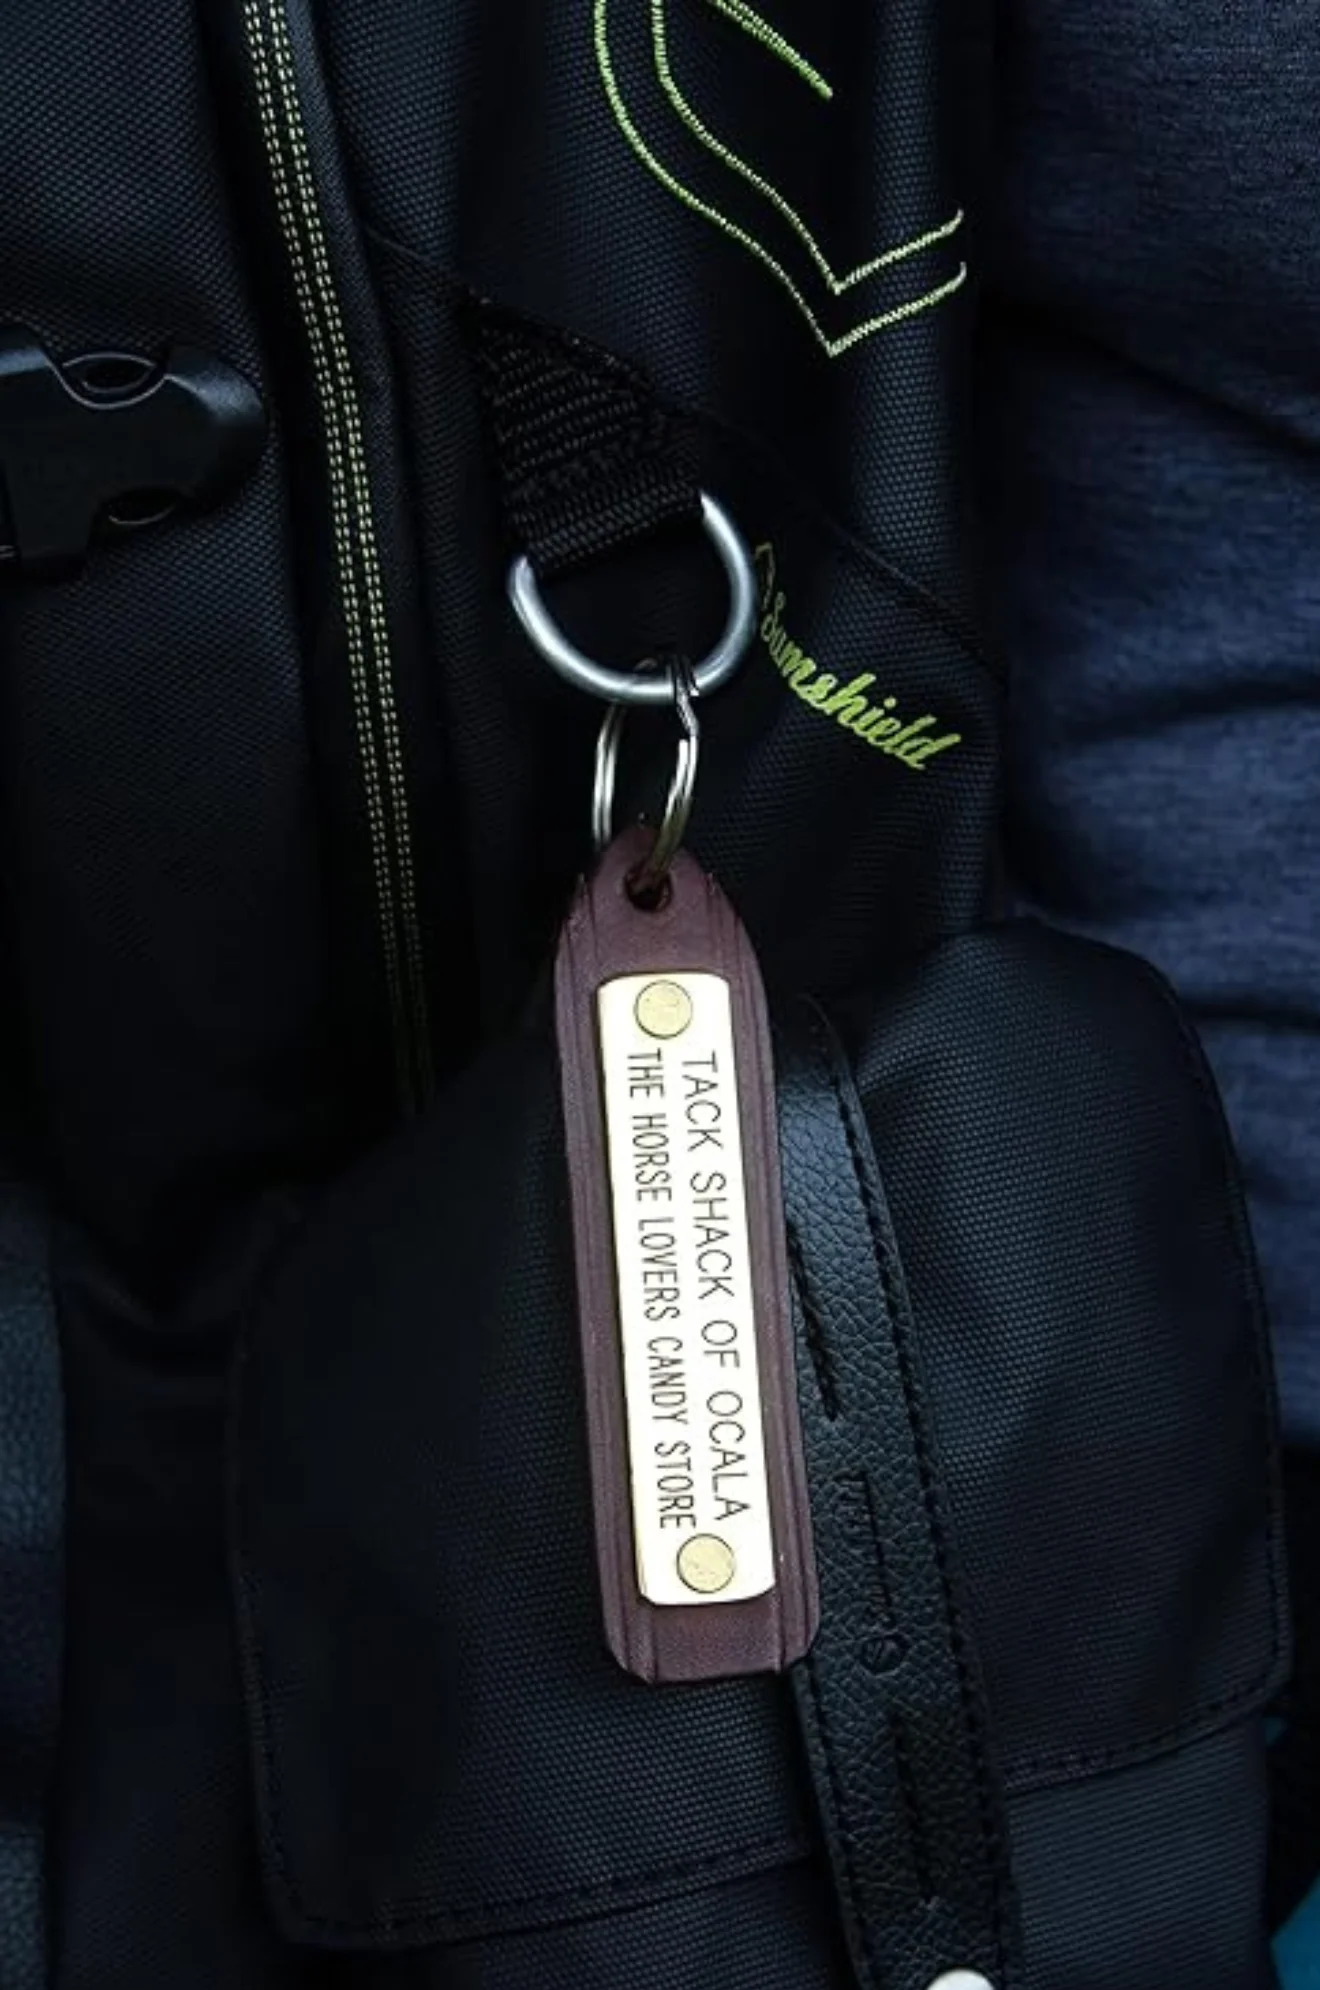 Samshield
TACK SHACK OF OCALA
THE HORSE LOVERS CANDY STORE